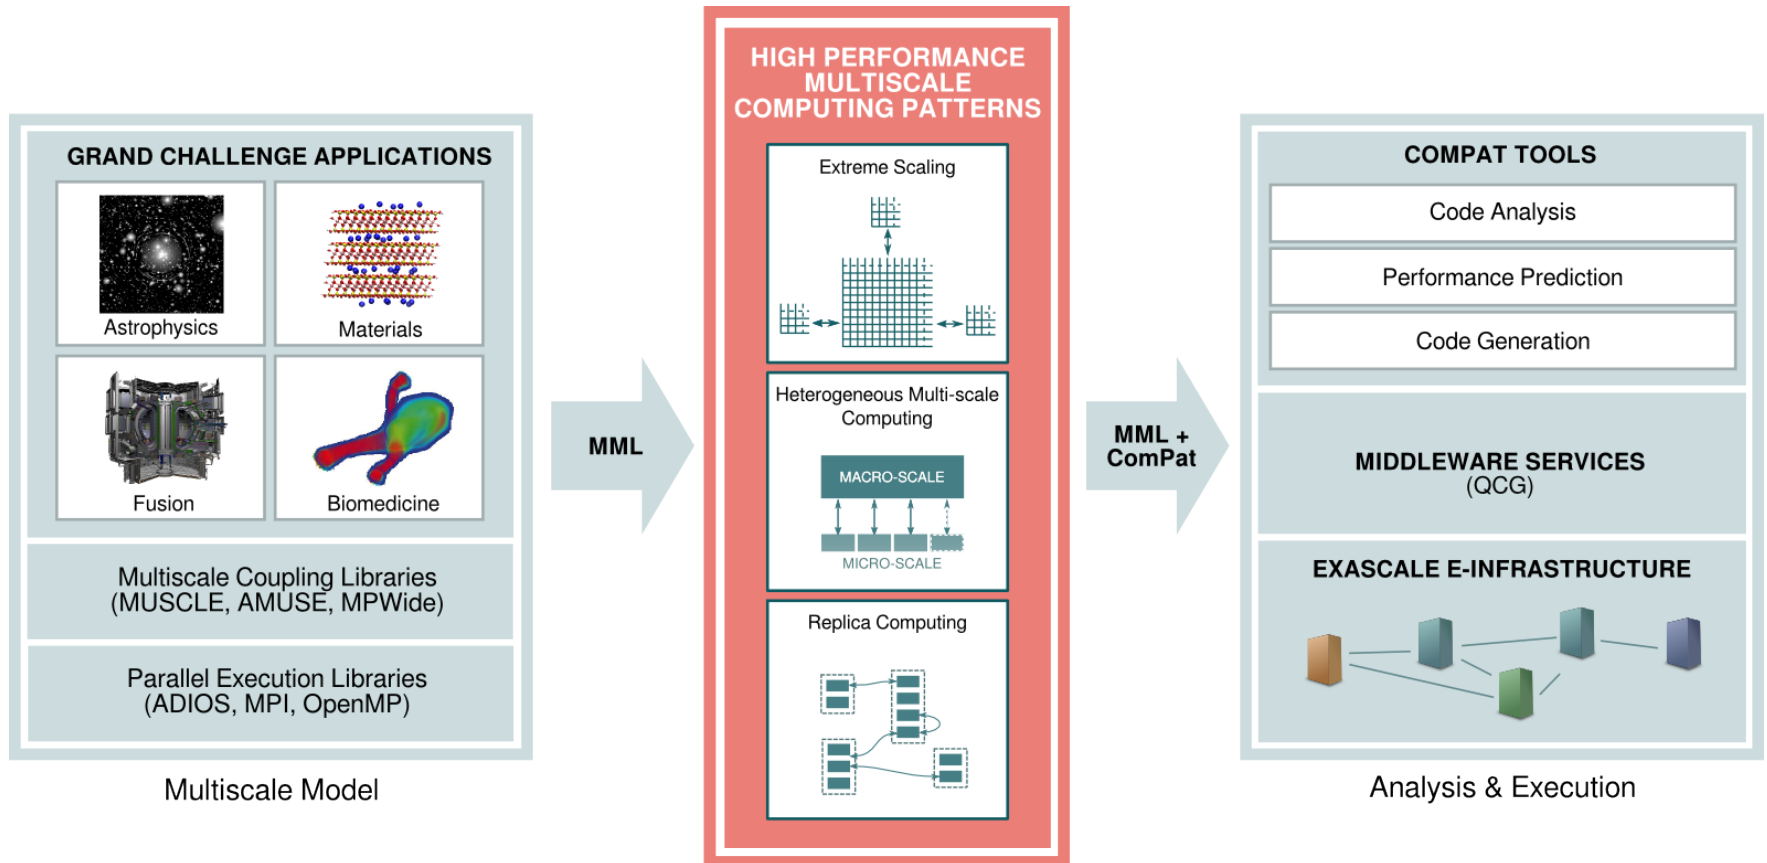 GRAND CHALLENGE APPLICATIONS
Astrophysics
Materials
Fusion
Biomedicine
Multiscale Coupling Libraries
(MUSCLE, AMUSE, MPWide)
Parallel Execution Libraries
(ADIOS, MPI, OpenMP)
Multiscale Model
MML
HIGH PERFORMANCE
MULTISCALE
COMPUTING PATTERNS
Extreme Scaling
Heterogeneous Multi-scale
Computing
MACRO-SCALE
MICRO-SCALE
Replica Computing
MML +
ComPat
COMPAT TOOLS
Code Analysis
Performance Prediction
Code Generation
MIDDLEWARE SERVICES
(QCG)
EXASCALE E-INFRASTRUCTURE
Analysis & Execution